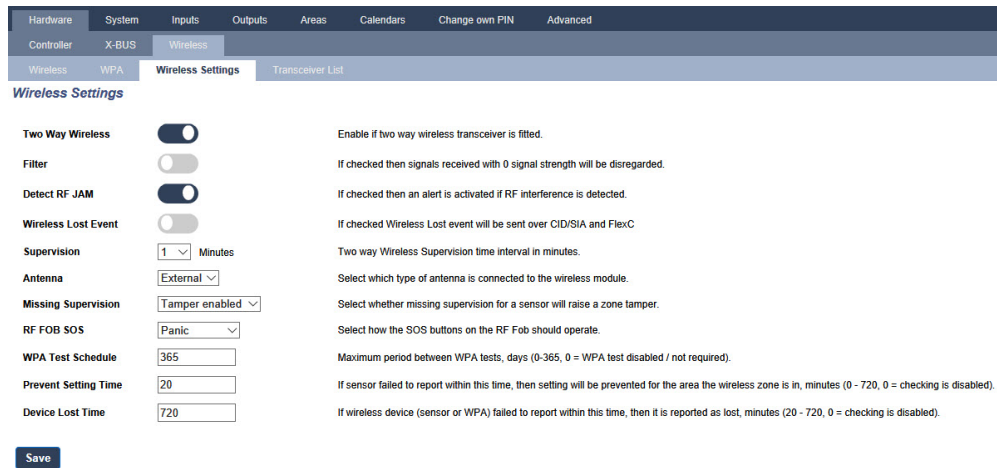 Hardware System Inputs Outputs Areas Calendars Change own PIN Advanced
Controller X-BUS Wireless
Wireless WPA Wireless Settings Transceiver List
Wireless Settings
Two Way Wireless Enable if two way wireless transceiver is fitted.
Filter If checked then signals received with 0 signal strength will be disregarded.
Detect RF JAM If checked then an alert is activated if RF interference is detected.
Wireless Lost Event If checked Wireless Lost event will be sent over CID/SIA and FlexC
Supervision 1 Minutes Two way Wireless Supervision time interval in minutes.
Antenna External Select which type of antenna is connected to the wireless module.
Missing Supervision Tamper enabled Select whether missing supervision for a sensor will raise a zone tamper.
RF FOB SOS Panic Select how the SOS buttons on the RF Fob should operate.
WPA Test Schedule 365 Maximum period between WPA tests, days (0-365, 0 = WPA test disabled / not required).
Prevent Setting Time 20 If sensor failed to report within this time, then setting will be prevented for the area the wireless zone is in, minutes (0 - 720, 0 = checking is disabled).
Device Lost Time 720 If wireless device (sensor or WPA) failed to report within this time, then it is reported as lost, minutes (20 - 720, 0 = checking is disabled).
Save